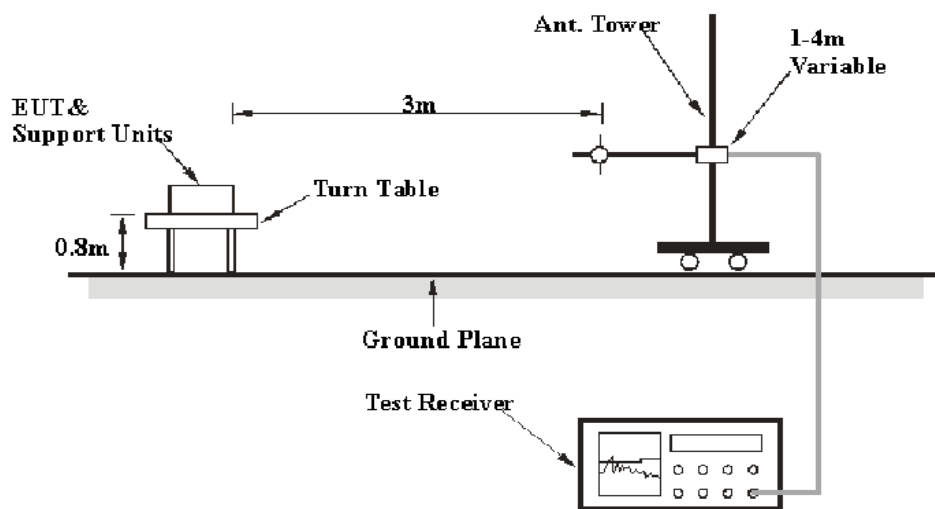 Ant. Tower
1-4m
Variable
EUT &
Support Units
3m
Turn Table
0.8m
Ground Plane
Test Receiver